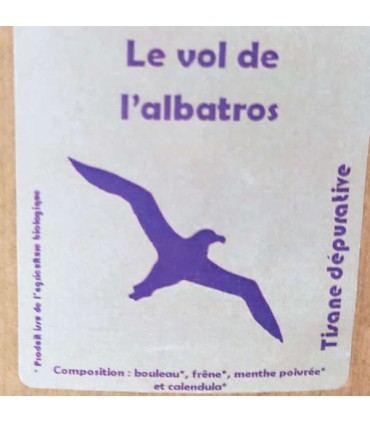 Le vol de
l'albatros
* Produit issu de l'agriculture biologique
Tisane dépurative
Composition : bouleau*, frêne*, menthe poivrée*
et calendula*